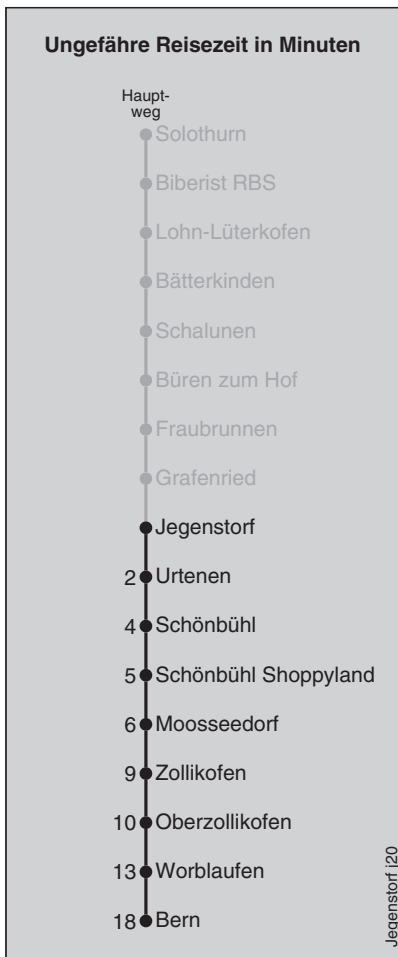 Ungefähre Reisezeit in Minuten
Haupt-
weg
Solothurn
Biberist RBS
Lohn-Lüterkofen
Bätterkinden
Schalunen
Büren zum Hof
Fraubrunnen
Grafenried
Jegenstorf
2 Urtenen
4 Schönbühl
5 Schönbühl Shoppyland
6 Moosseedorf
9 Zollikofen
10 Oberzollikofen
13 Worblaufen
18 Bern
Jegenstorf i20